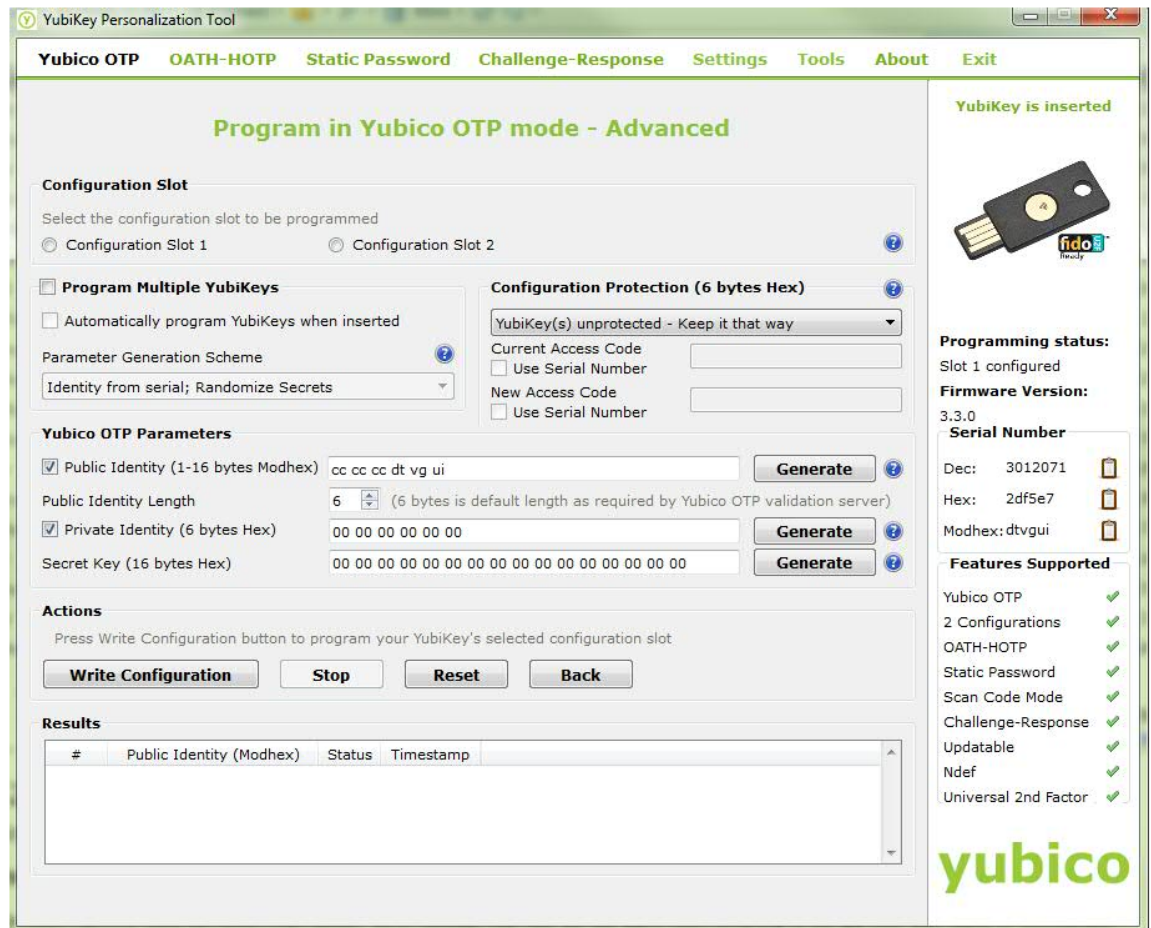 YubiKey Personalization Tool
Yubico OTP OATH-HOTP Static Password Challenge-Response Settings Tools About Exit
Program in Yubico OTP mode - Advanced
Configuration Slot
Select the configuration slot to be programmed
Configuration Slot 1 Configuration Slot 2
Program Multiple YubiKeys
Automatically program YubiKeys when inserted
Parameter Generation Scheme
Identity from serial; Randomize Secrets
Configuration Protection (6 bytes Hex)
YubiKey(s) unprotected - Keep it that way
Current Access Code
Use Serial Number
New Access Code
Use Serial Number
Yubico OTP Parameters
Public Identity (1-16 bytes Modhex) cc cc cc dt vg ui Generate
Public Identity Length 6 (6 bytes is default length as required by Yubico OTP validation server)
Private Identity (6 bytes Hex) 00 00 00 00 00 00 Generate
Secret Key (16 bytes Hex) 00 00 00 00 00 00 00 00 00 00 00 00 00 00 00 00 Generate
Actions
Press Write Configuration button to program your YubiKey's selected configuration slot
Write Configuration Stop Reset Back
Results
# Public Identity (Modhex) Status Timestamp
YubiKey is inserted
fido U2F
Ready
Programming status:
Slot 1 configured
Firmware Version:
3.3.0
Serial Number
Dec: 3012071
Hex: 2df5e7
Modhex: dtvgui
Features Supported
Yubico OTP
2 Configurations
OATH-HOTP
Static Password
Scan Code Mode
Challenge-Response
Updatable
Ndef
Universal 2nd Factor
yubico